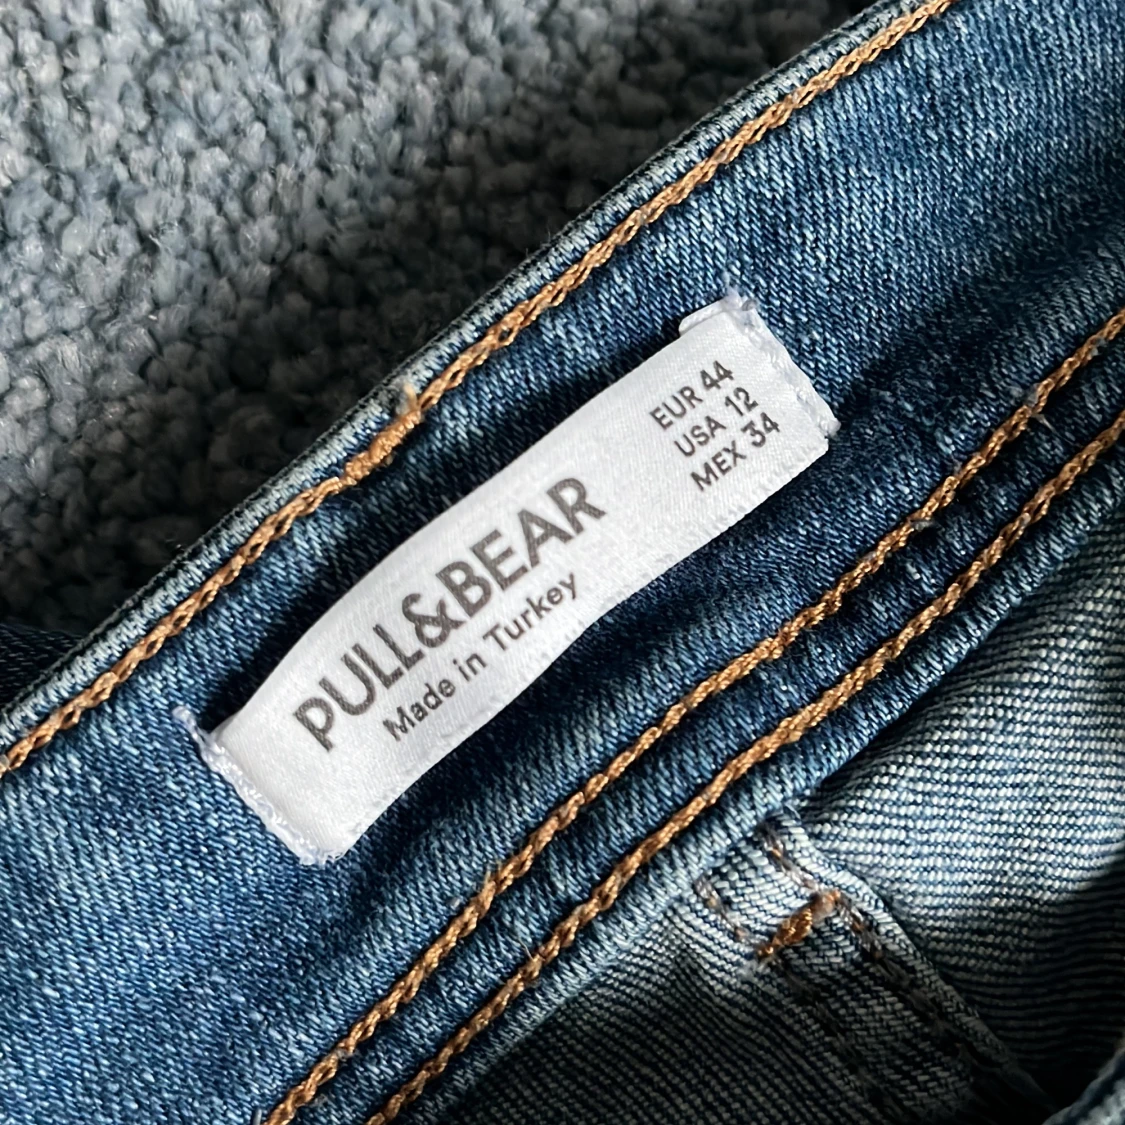 PULL&BEAR
Made in Turkey
EUR 44
USA 12
MEX 34